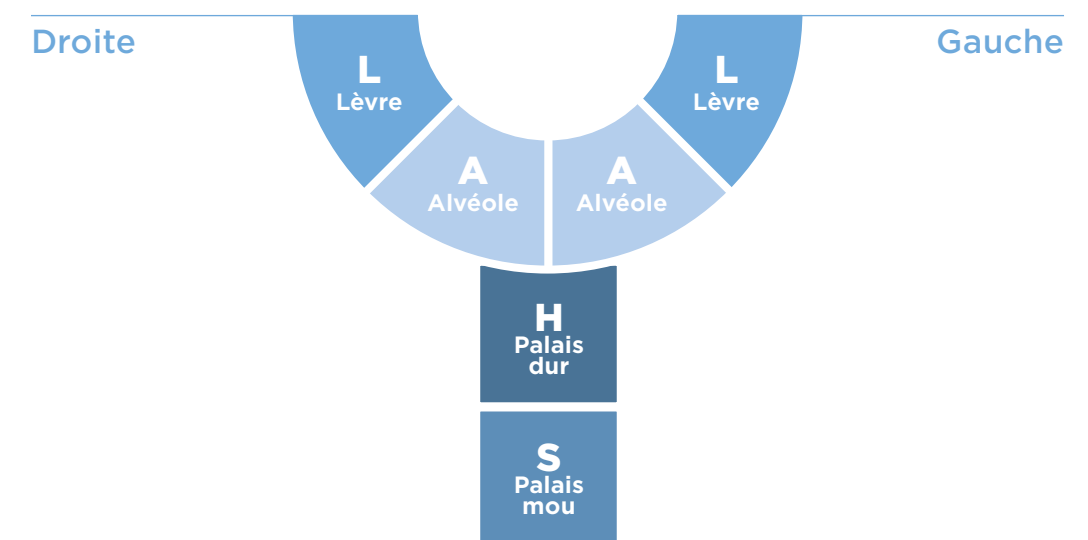 Droite
Gauche
L
Lèvre
L
Lèvre
A
Alvéole
A
Alvéole
H
Palais
dur
S
Palais
mou